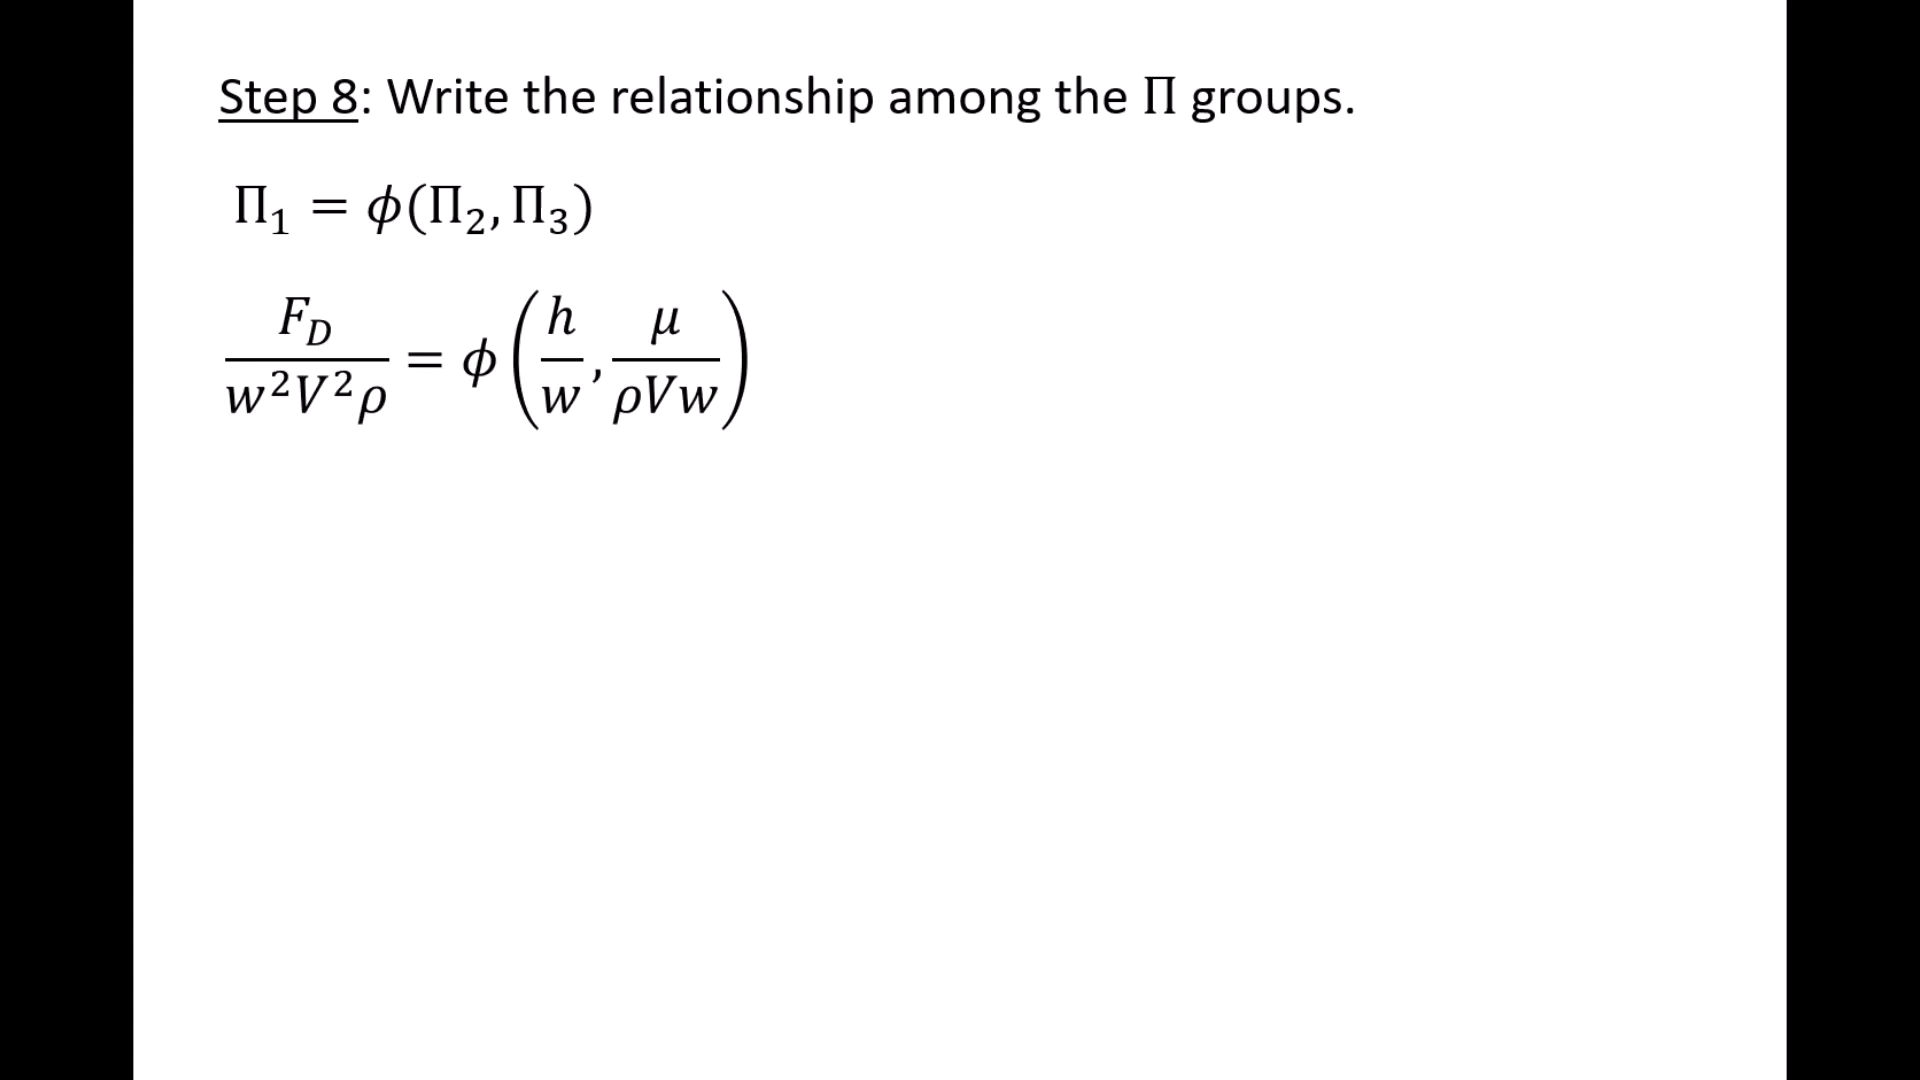 Step 8: Write the relationship among the Π groups.
Π₁ = ϕ(Π₂, Π₃)
F_D / w²V²ρ = ϕ(h/w, μ/ρVw)